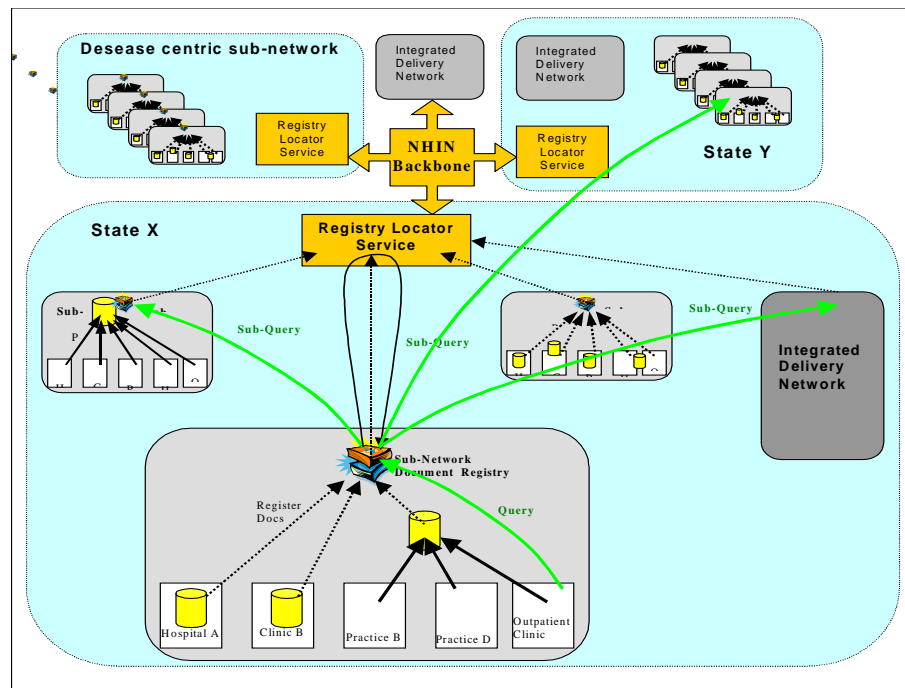 Desease centric sub-network
Integrated
Delivery
Network
Integrated
Delivery
Network
Registry
Locator
Service
NHIN
Backbone
Registry
Locator
Service
State Y
State X
Registry Locator
Service
Sub-
P
Sub-Query
Sub-Query
Sub-Query
Integrated
Delivery
Network
Sub-Network
Document Registry
Register
Docs
Query
Hospital A
Clinic B
Practice B
Practice D
Outpatient
Clinic